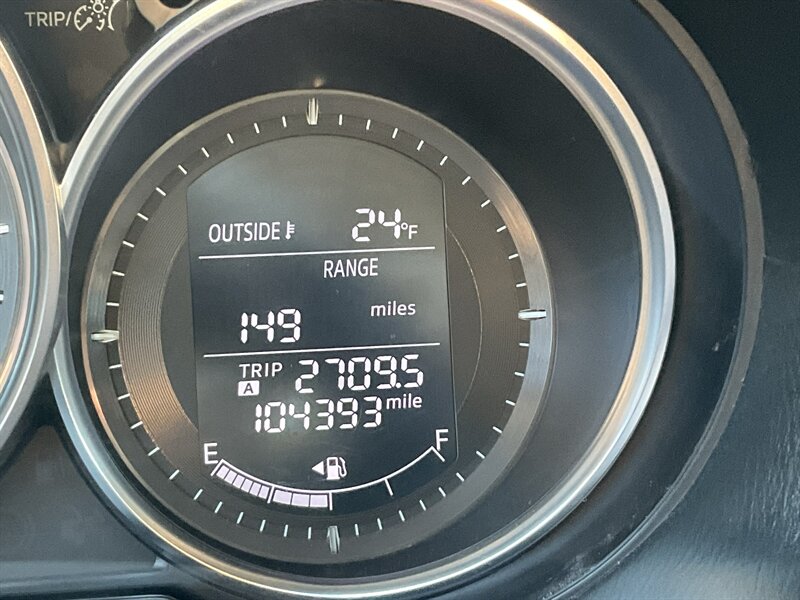 TRIP/
OUTSIDE 24°F
RANGE
149 miles
TRIP A 2709.5
104393 mile
E F